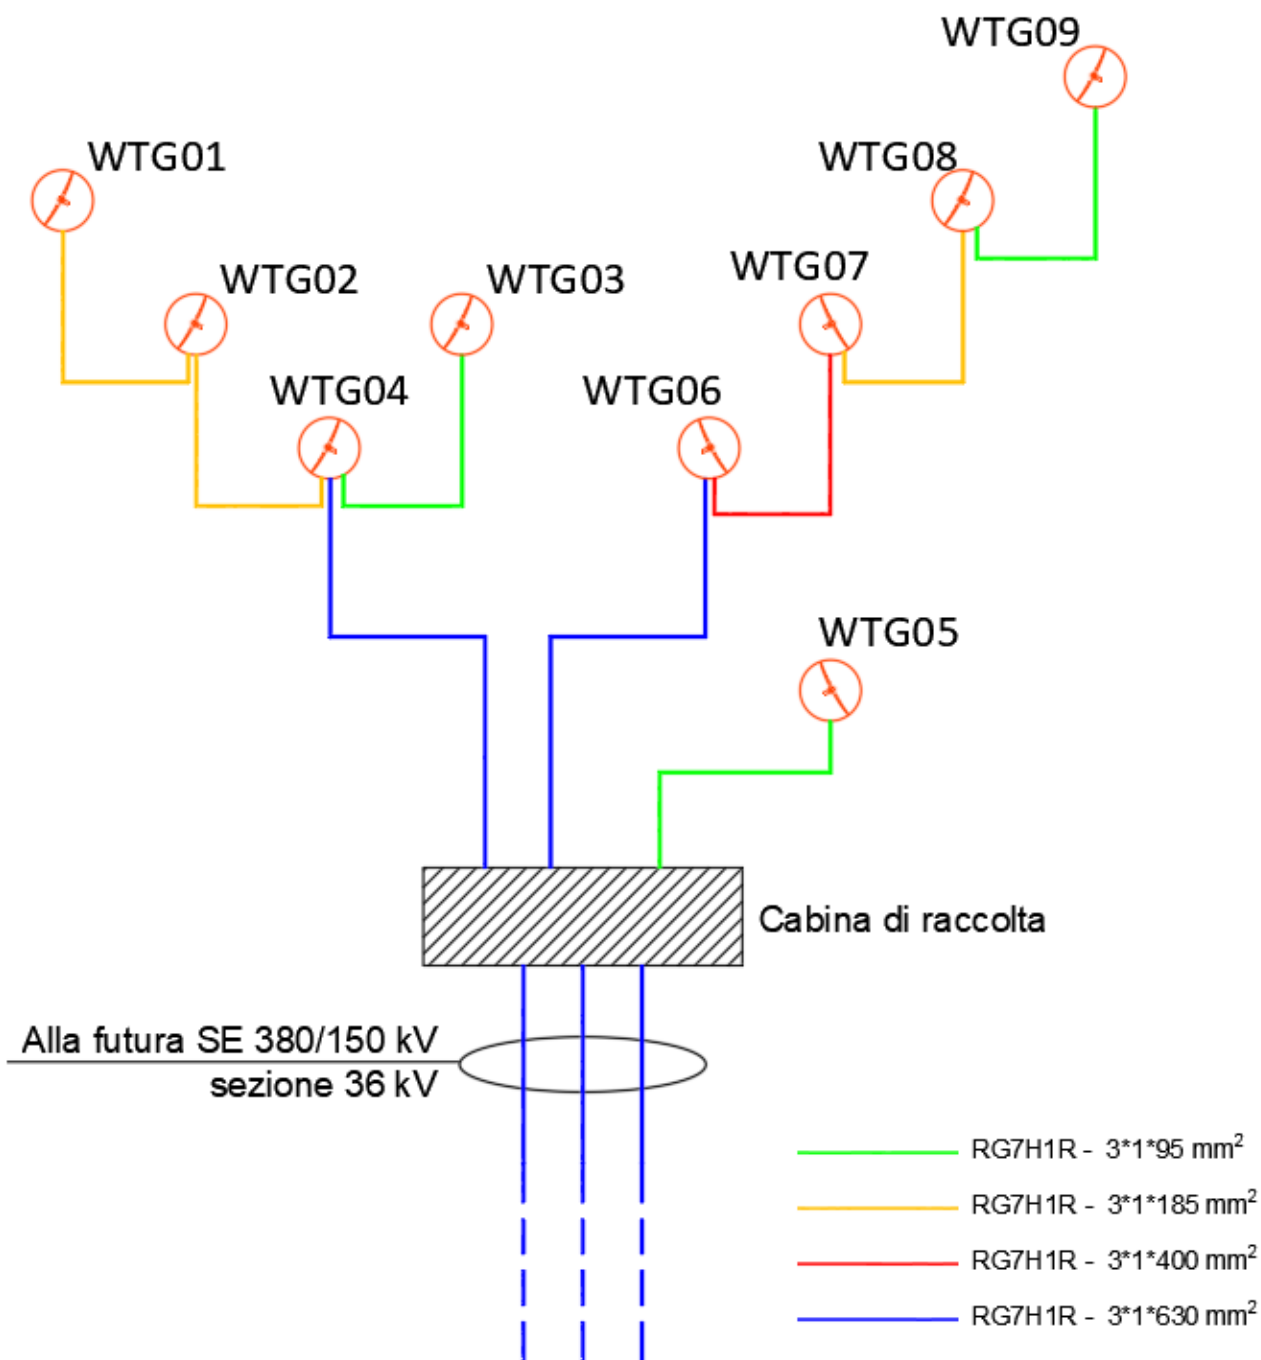 WTG09
WTG01
WTG08
WTG02
WTG03
WTG07
WTG04
WTG06
WTG05
Cabina di raccolta
Alla futura SE 380/150 kV
sezione 36 kV
RG7H1R - 3*1*95 mm²
RG7H1R - 3*1*185 mm²
RG7H1R - 3*1*400 mm²
RG7H1R - 3*1*630 mm²